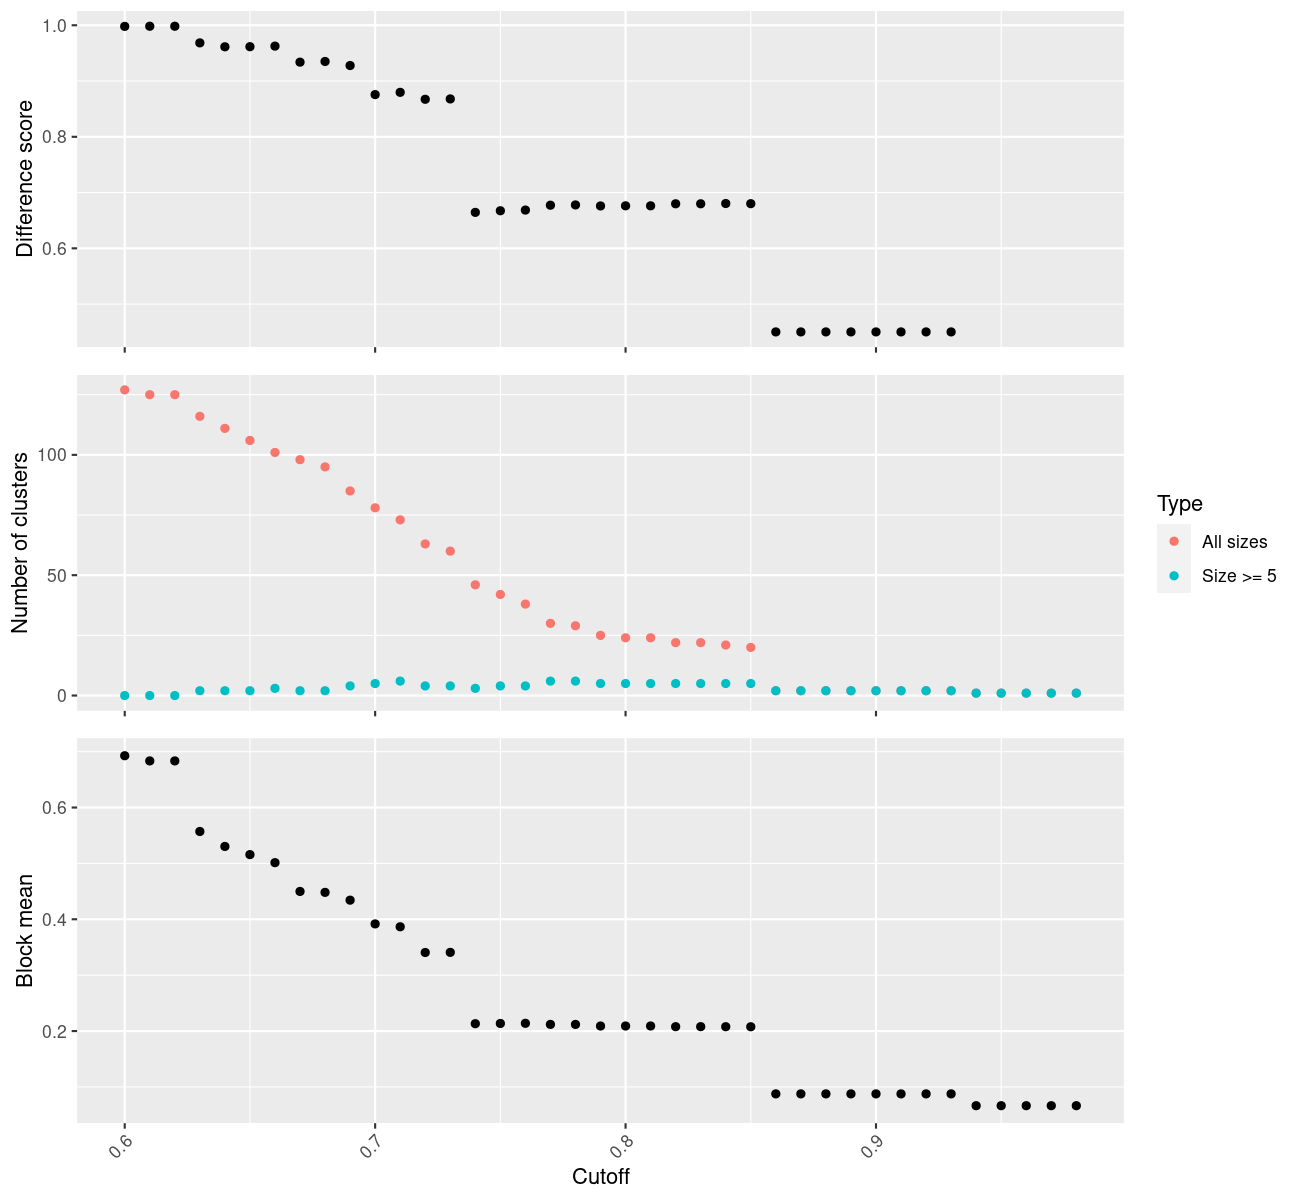 Difference score
1.0
0.8
0.6
Number of clusters
100
50
0
Type
All sizes
Size >= 5
Block mean
0.6
0.4
0.2
0.6
0.7
0.8
0.9
Cutoff